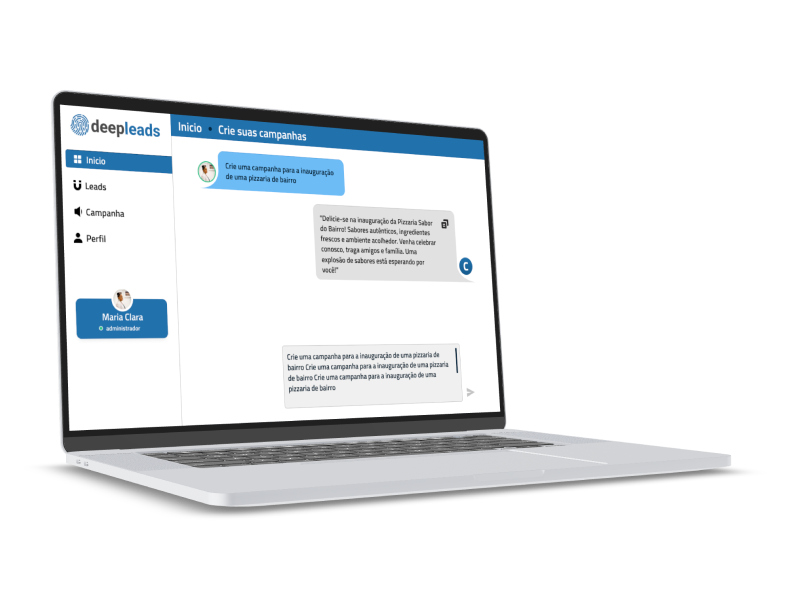 deepleads
Inicio • Crie suas campanhas
Inicio
Leads
Campanha
Perfil
Maria Clara
administrador
Crie uma campanha para a inauguração
de uma pizzaria de bairro
"Delicie-se na inauguração da Pizzaria Sabor
do Bairro! Sabores autênticos, ingredientes
frescos e ambiente acolhedor. Venha celebrar
conosco, traga amigos e família. Uma
explosão de sabores está esperando por
você!"
C
Crie uma campanha para a inauguração de uma pizzaria de
bairro Crie uma campanha para a inauguração de uma pizzaria
de bairro Crie uma campanha para a inauguração de uma
pizzaria de bairro